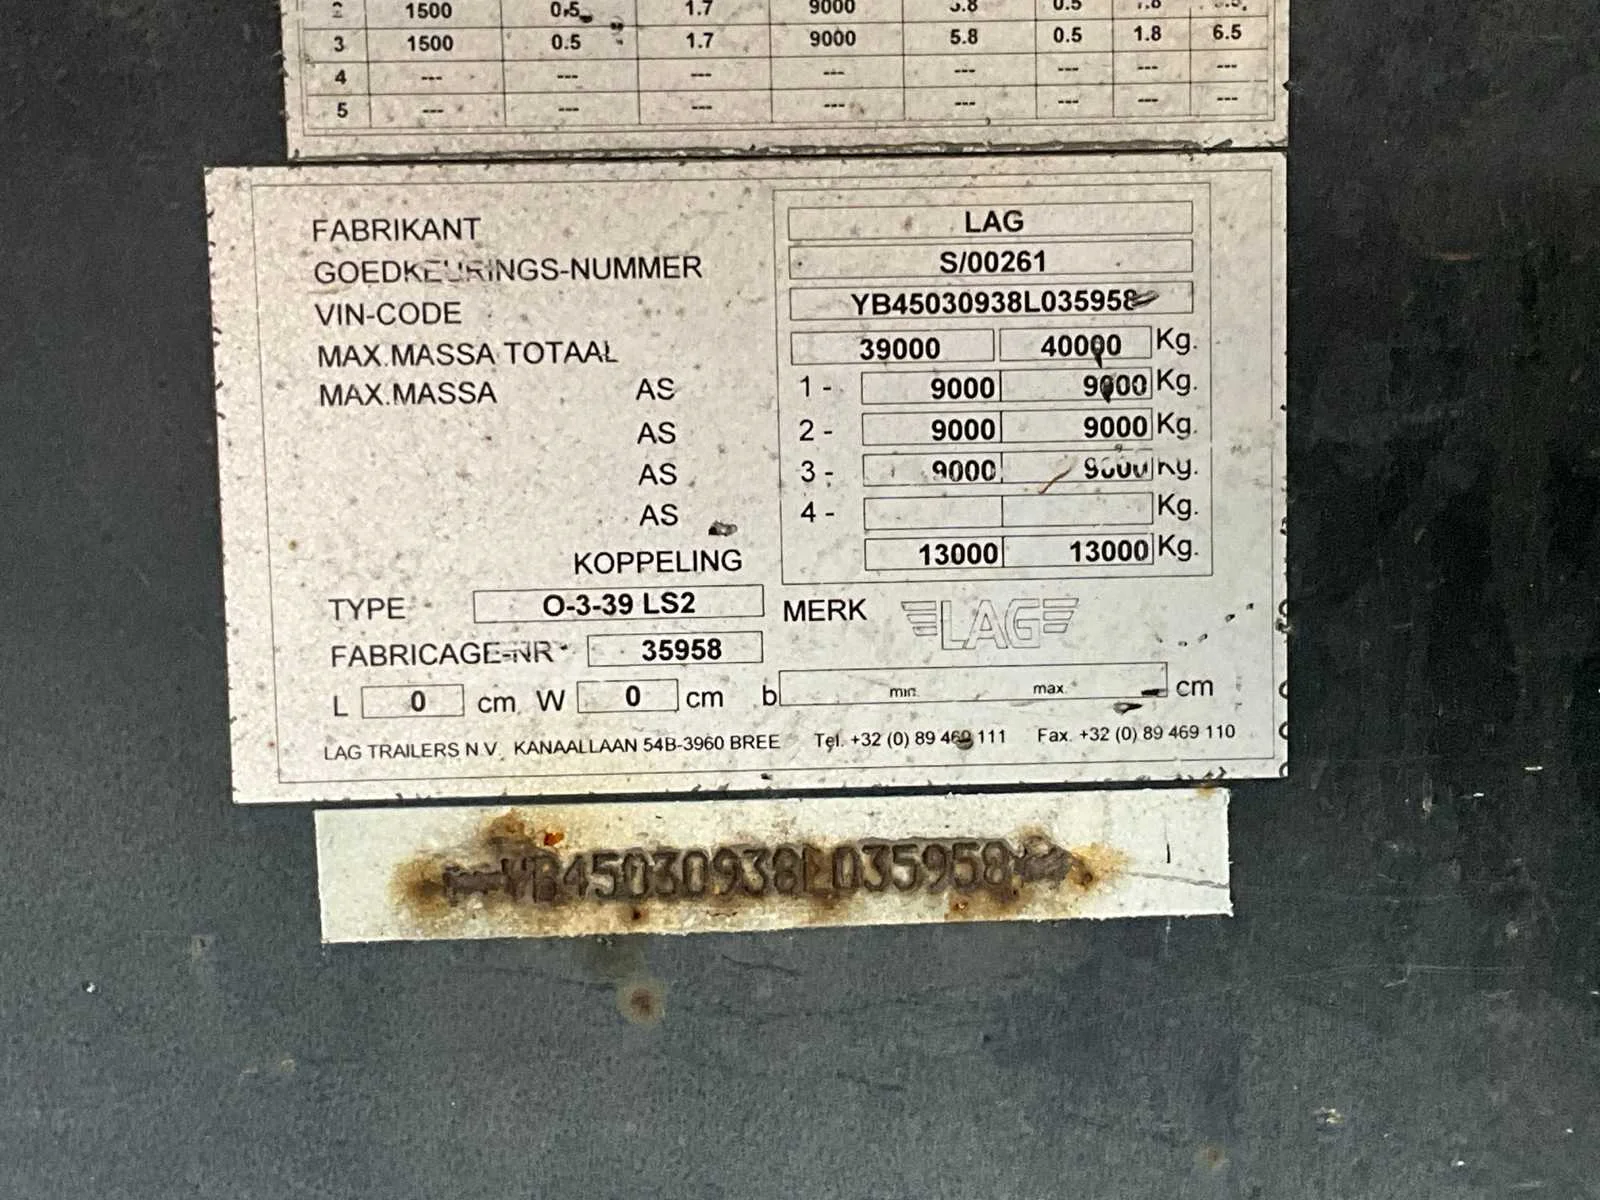 2 1500 0.5 1.7 9000 5.8 0.5 1.8
3 1500 0.5 1.7 9000 5.8 0.5 1.8 6.5
4 --- --- --- --- --- --- --- ---
5 --- --- --- --- --- --- --- ---
FABRIKANT LAG
GOEDKEURINGS-NUMMER S/00261
VIN-CODE YB45030938L035958
MAX.MASSA TOTAAL 39000 40000 Kg.
MAX.MASSA AS 1 - 9000 9000 Kg.
AS 2 - 9000 9000 Kg.
AS 3 - 9000 9000 Kg.
AS 4 - Kg.
KOPPELING 13000 13000 Kg.
TYPE O-3-39 LS2 MERK LAG
FABRICAGE-NR 35958
L 0 cm W 0 cm b min. max. cm
LAG TRAILERS N.V. KANAALLAAN 54B-3960 BREE Tel. +32 (0) 89 469 111 Fax. +32 (0) 89 469 110
YB45030938L035958